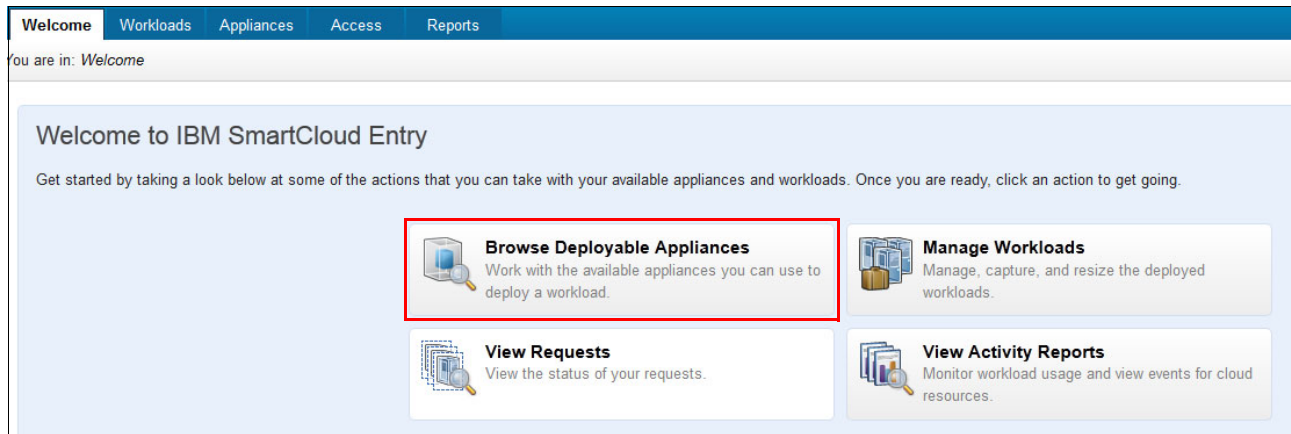 Welcome Workloads Appliances Access Reports
You are in: Welcome
Welcome to IBM SmartCloud Entry
Get started by taking a look below at some of the actions that you can take with your available appliances and workloads. Once you are ready, click an action to get going.
Browse Deployable Appliances
Work with the available appliances you can use to
deploy a workload.
Manage Workloads
Manage, capture, and resize the deployed
workloads.
View Requests
View the status of your requests.
View Activity Reports
Monitor workload usage and view events for cloud
resources.